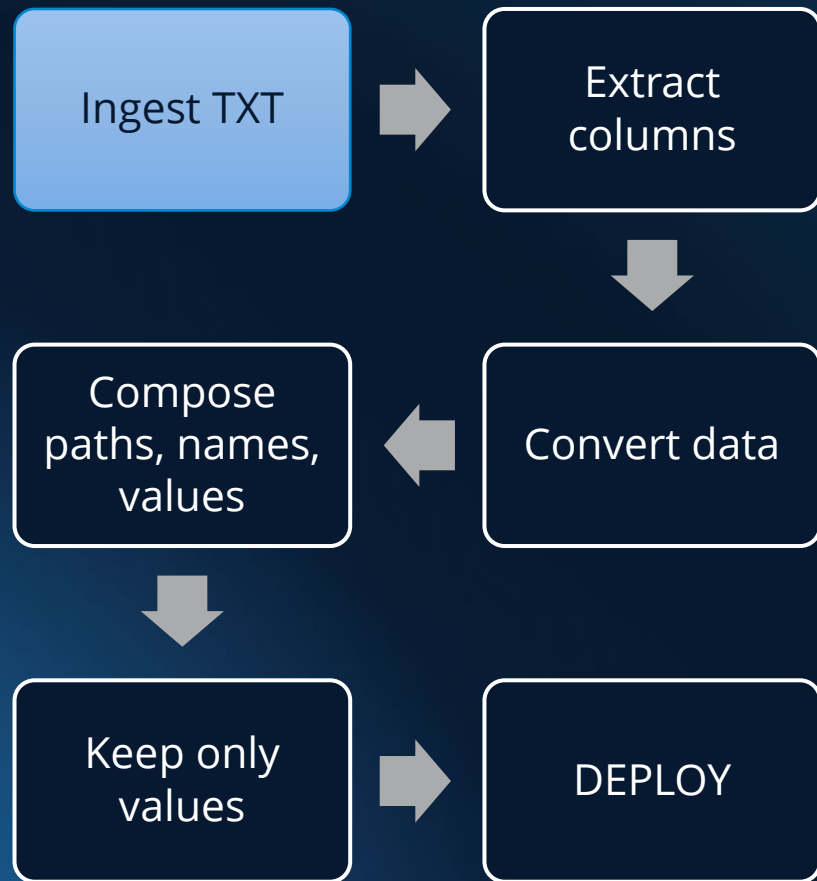 Ingest TXT
Extract
columns
Convert data
Compose
paths, names,
values
Keep only
values
DEPLOY